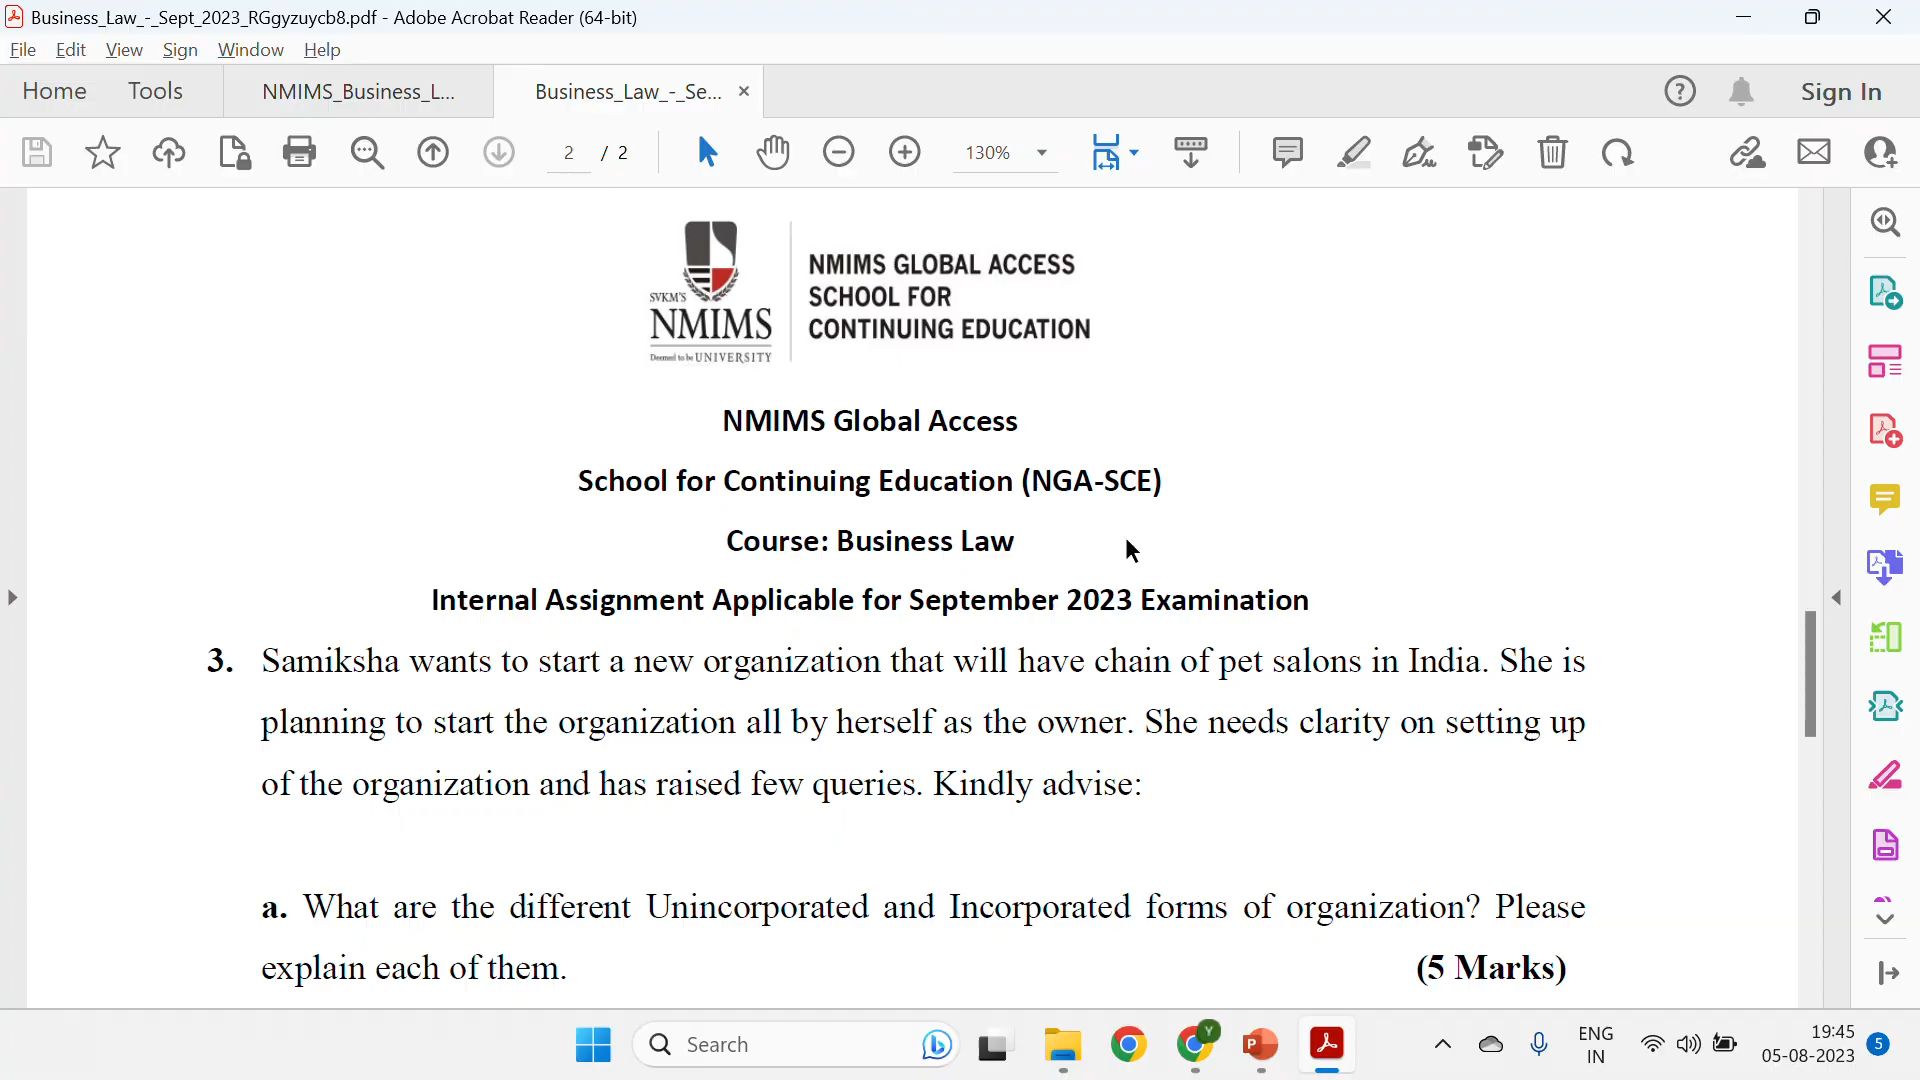 Business_Law_-_Sept_2023_RGgyzuycb8.pdf - Adobe Acrobat Reader (64-bit)
File Edit View Sign Window Help
Home Tools NMIMS_Business_L... Business_Law_-_Se... × Sign In
2 / 2 130%
SVKM'S
NMIMS
Deemed to be UNIVERSITY
NMIMS GLOBAL ACCESS
SCHOOL FOR
CONTINUING EDUCATION
NMIMS Global Access
School for Continuing Education (NGA-SCE)
Course: Business Law
Internal Assignment Applicable for September 2023 Examination
3. Samiksha wants to start a new organization that will have chain of pet salons in India. She is
planning to start the organization all by herself as the owner. She needs clarity on setting up
of the organization and has raised few queries. Kindly advise:
a. What are the different Unincorporated and Incorporated forms of organization? Please
explain each of them. (5 Marks)
Search
Y
P
ENG
IN
19:45
05-08-2023
5